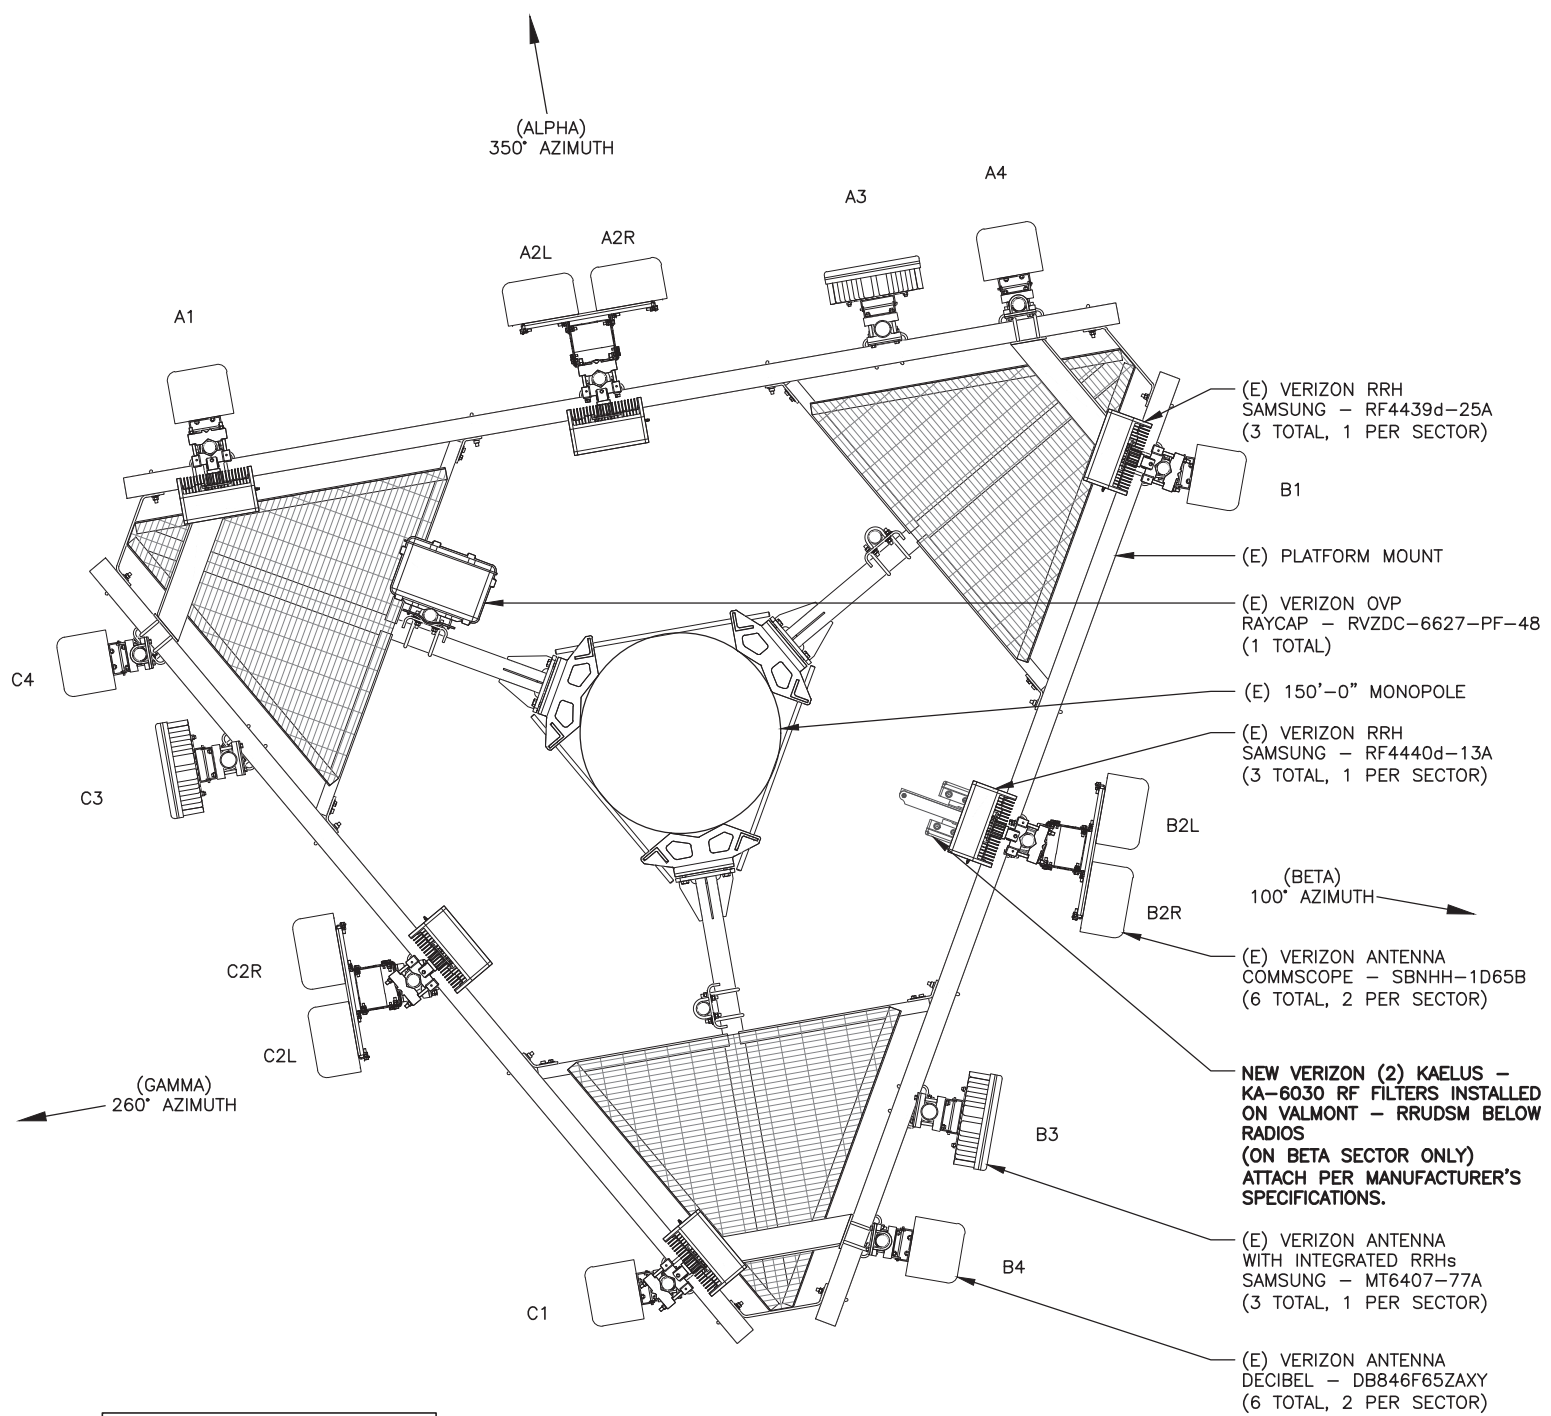 (ALPHA)
350° AZIMUTH
A4
A3
A2R
A2L
A1
(E) VERIZON RRH
SAMSUNG – RF4439d–25A
(3 TOTAL, 1 PER SECTOR)
B1
(E) PLATFORM MOUNT
(E) VERIZON OVP
RAYCAP – RVZDC–6627–PF–48
(1 TOTAL)
C4
(E) 150'–0" MONOPOLE
(E) VERIZON RRH
SAMSUNG – RF4440d–13A
(3 TOTAL, 1 PER SECTOR)
C3
B2L
(BETA)
100° AZIMUTH
B2R
(E) VERIZON ANTENNA
COMMSCOPE – SBNHH–1D65B
(6 TOTAL, 2 PER SECTOR)
C2R
C2L
(GAMMA)
260° AZIMUTH
NEW VERIZON (2) KAELUS –
KA–6030 RF FILTERS INSTALLED
ON VALMONT – RRUDSM BELOW
RADIOS
(ON BETA SECTOR ONLY)
ATTACH PER MANUFACTURER'S
SPECIFICATIONS.
B3
(E) VERIZON ANTENNA
WITH INTEGRATED RRHs
SAMSUNG – MT6407–77A
(3 TOTAL, 1 PER SECTOR)
B4
C1
(E) VERIZON ANTENNA
DECIBEL – DB846F65ZAXY
(6 TOTAL, 2 PER SECTOR)